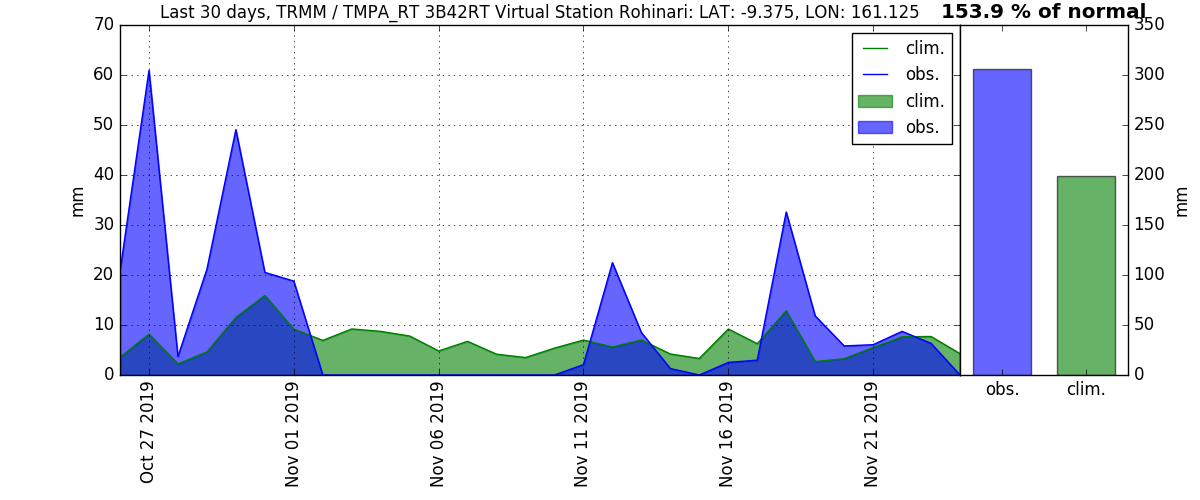 Last 30 days, TRMM / TMPA_RT 3B42RT Virtual Station Rohinari: LAT: -9.375, LON: 161.125
153.9 % of normal
70
60
50
40
30
20
10
0
mm
clim.
obs.
clim.
obs.
Oct 27 2019
Nov 01 2019
Nov 06 2019
Nov 11 2019
Nov 16 2019
Nov 21 2019
350
300
250
200
150
100
50
0
mm
obs.
clim.